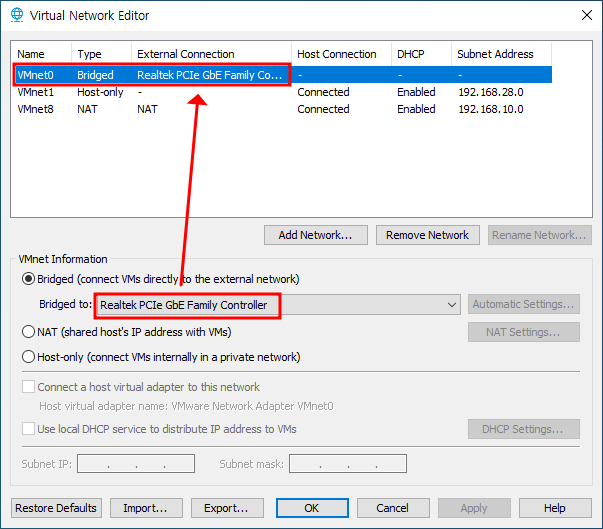 Virtual Network Editor
Name Type External Connection Host Connection DHCP Subnet Address
VMnet0 Bridged Realtek PCIe GbE Family Co... - - -
VMnet1 Host-only - Connected Enabled 192.168.28.0
VMnet8 NAT NAT Connected Enabled 192.168.10.0
Add Network... Remove Network Rename Network...
VMnet Information
Bridged (connect VMs directly to the external network)
Bridged to: Realtek PCIe GbE Family Controller Automatic Settings...
NAT (shared host's IP address with VMs) NAT Settings...
Host-only (connect VMs internally in a private network)
Connect a host virtual adapter to this network
Host virtual adapter name: VMware Network Adapter VMnet0
Use local DHCP service to distribute IP address to VMs DHCP Settings...
Subnet IP: . . . Subnet mask: . . .
Restore Defaults Import... Export... OK Cancel Apply Help